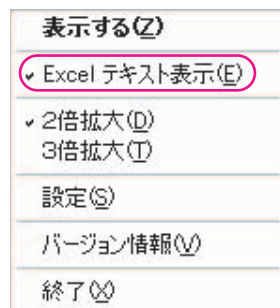 表示する(Z)
Excel テキスト表示(E)
2倍拡大(D)
3倍拡大(T)
設定(S)
バージョン情報(V)
終了(X)